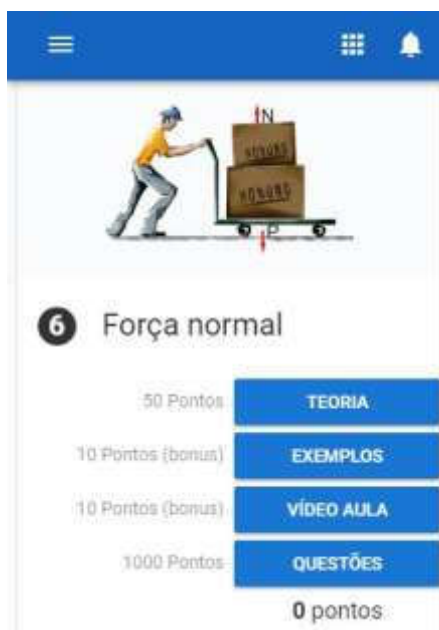 N
P
6 Força normal
50 Pontos TEORIA
10 Pontos (bonus) EXEMPLOS
10 Pontos (bonus) VÍDEO AULA
1000 Pontos QUESTÕES
0 pontos